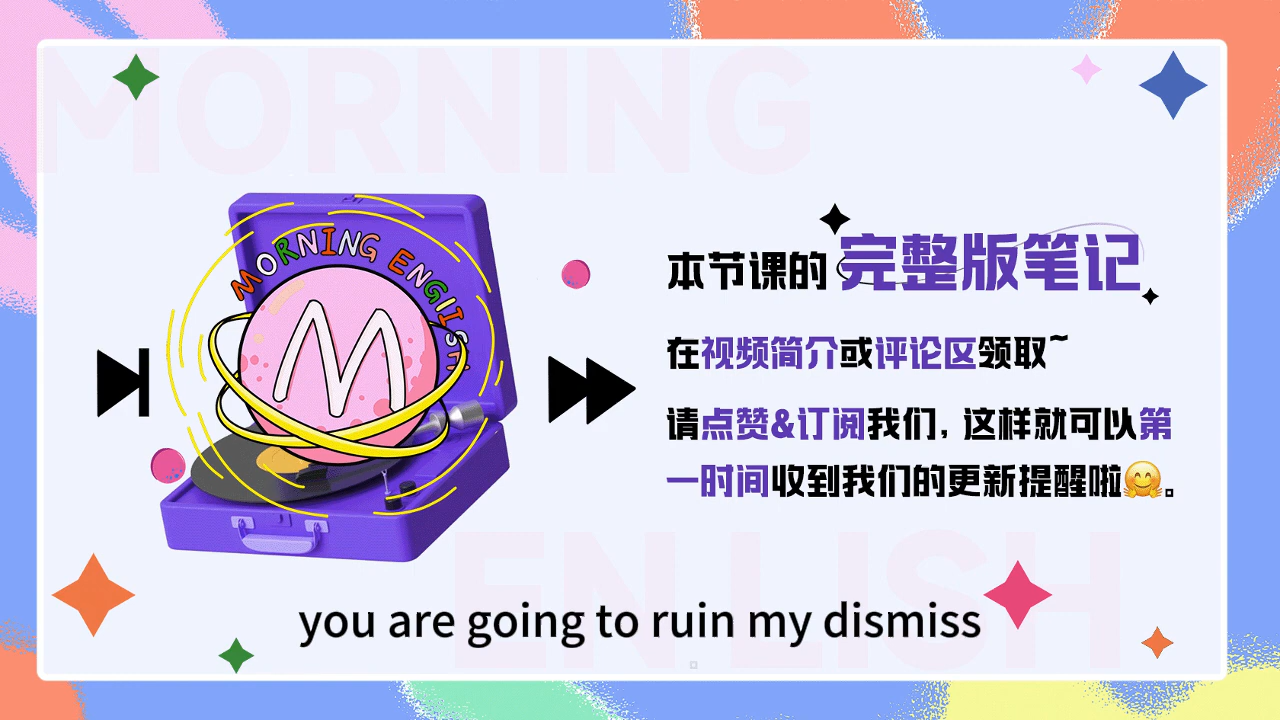 MORNING
MORNING ENGLISH
M
本节课的 完整版笔记
在视频简介或评论区领取~
请点赞&订阅我们, 这样就可以第
一时间收到我们的更新提醒啦🤗。
EN LISH
you are going to ruin my dismiss